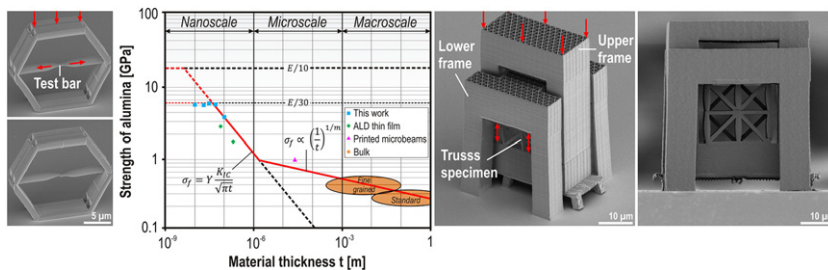 Test bar
5 µm
Strength of alumina [GPa]
100
10
1
0.1
Nanoscale
Microscale
Macroscale
E/10
E/30
This work
ALD thin film
Printed microbeams
Bulk
σf = Y KIC / √πt
σf ∝ (1/t)^1/m
Fine
grained
Standard
10⁻⁹
10⁻⁶
10⁻³
1
Material thickness t [m]
Lower
frame
Upper
frame
Trusss
specimen
10 µm
10 µm